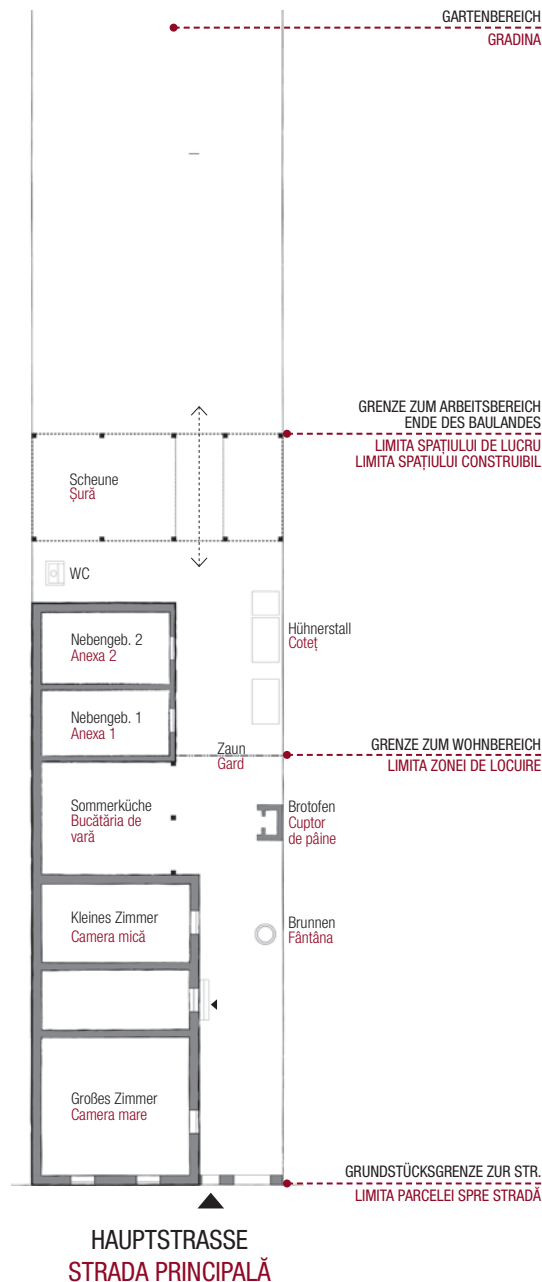 GARTENBEREICH
GRADINA
GRENZE ZUM ARBEITSBEREICH
ENDE DES BAULANDES
LIMITA SPAȚIULUI DE LUCRU
LIMITA SPAȚIULUI CONSTRUIBIL
Scheune
Șură
WC
Nebengeb. 2
Anexa 2
Hühnerstall
Coteț
Nebengeb. 1
Anexa 1
Zaun
Gard
GRENZE ZUM WOHNBEREICH
LIMITA ZONEI DE LOCUIRE
Sommerküche
Bucătăria de
vară
Brotofen
Cuptor
de pâine
Kleines Zimmer
Camera mică
Brunnen
Fântâna
Großes Zimmer
Camera mare
GRUNDSTÜCKSGRENZE ZUR STR.
LIMITA PARCELEI SPRE STRADĂ
HAUPTSTRASSE
STRADA PRINCIPALĂ